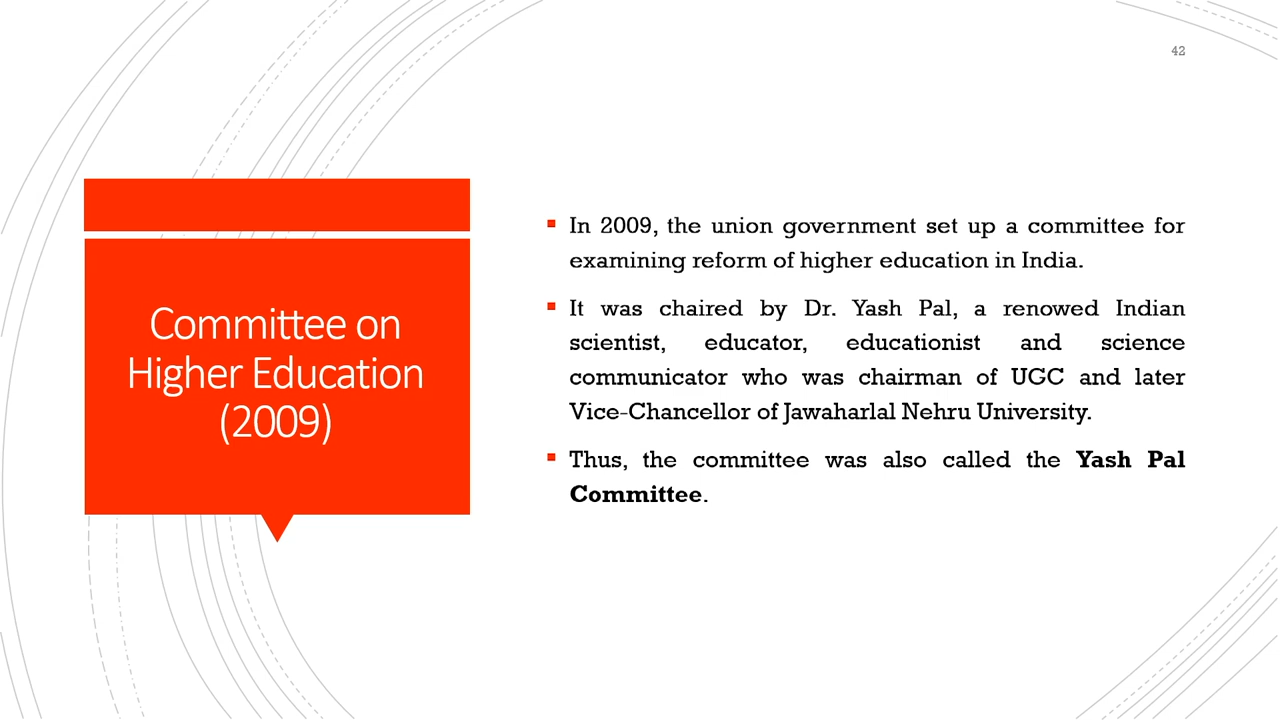 42
Committee on
Higher Education
(2009)
▪ In 2009, the union government set up a committee for
examining reform of higher education in India.
▪ It was chaired by Dr. Yash Pal, a renowed Indian
scientist, educator, educationist and science
communicator who was chairman of UGC and later
Vice-Chancellor of Jawaharlal Nehru University.
▪ Thus, the committee was also called the Yash Pal
Committee.